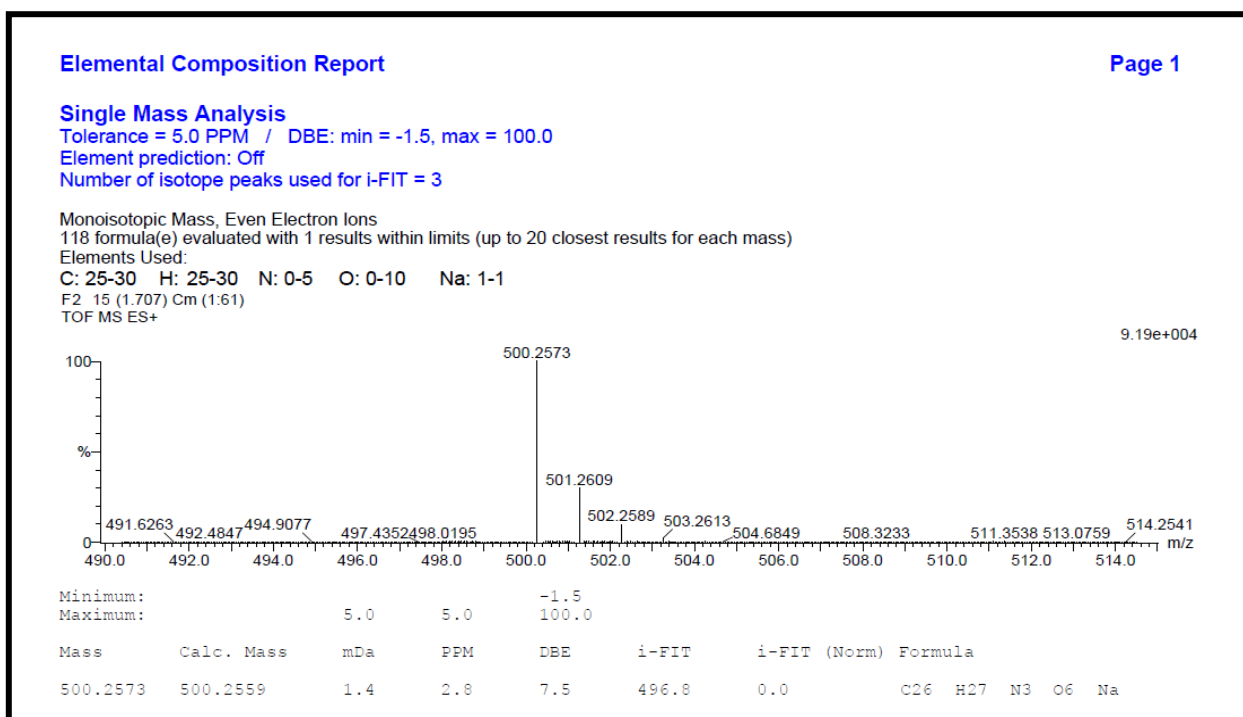 Elemental Composition Report Page 1
Single Mass Analysis
Tolerance = 5.0 PPM / DBE: min = -1.5, max = 100.0
Element prediction: Off
Number of isotope peaks used for i-FIT = 3
Monoisotopic Mass, Even Electron Ions
118 formula(e) evaluated with 1 results within limits (up to 20 closest results for each mass)
Elements Used:
C: 25-30 H: 25-30 N: 0-5 O: 0-10 Na: 1-1
F2 15 (1.707) Cm (1:61)
TOF MS ES+
9.19e+004
100
500.2573
%
501.2609
502.2589
491.6263 492.4847 494.9077 497.4352 498.0195 503.2613 504.6849 508.3233 511.3538 513.0759 514.2541
0
m/z
490.0 492.0 494.0 496.0 498.0 500.0 502.0 504.0 506.0 508.0 510.0 512.0 514.0
Minimum: -1.5
Maximum: 5.0 5.0 100.0
Mass Calc. Mass mDa PPM DBE i-FIT i-FIT (Norm) Formula
500.2573 500.2559 1.4 2.8 7.5 496.8 0.0 C26 H27 N3 O6 Na